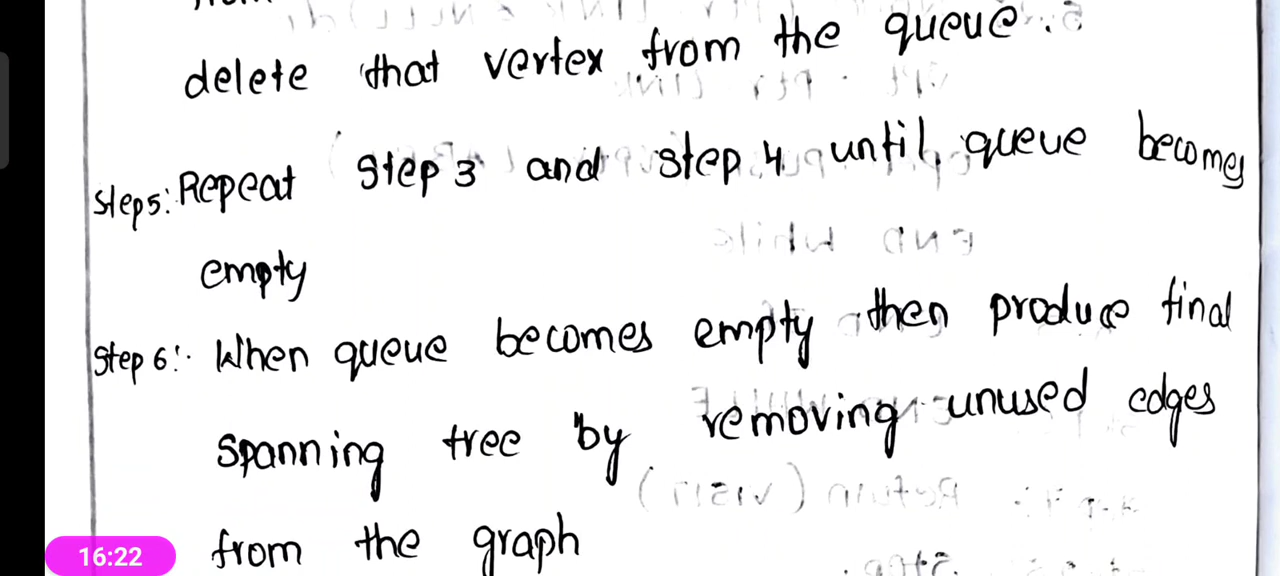 from
delete that vertex from the queue.
Step5: Repeat step 3 and step 4 until queue becomes
empty
Step 6: When queue becomes empty then produce final
spanning tree by removing unused edges
from the graph
16:22